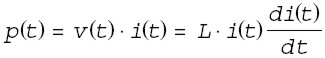 p(t) = v(t) · i(t) = L · i(t) di(t)/dt